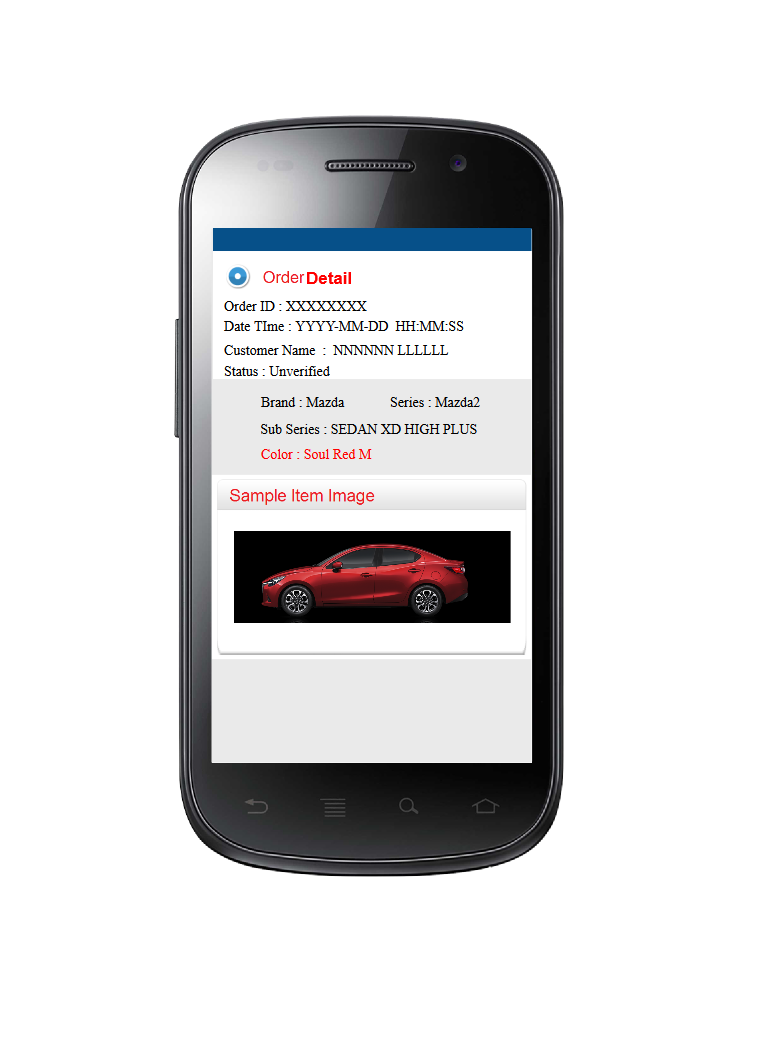 Order Detail
Order ID : XXXXXXXX
Date TIme : YYYY-MM-DD  HH:MM:SS
Customer Name  :  NNNNNN LLLLLL
Status : Unverified
Brand : Mazda Series : Mazda2
Sub Series : SEDAN XD HIGH PLUS
Color : Soul Red M
Sample Item Image